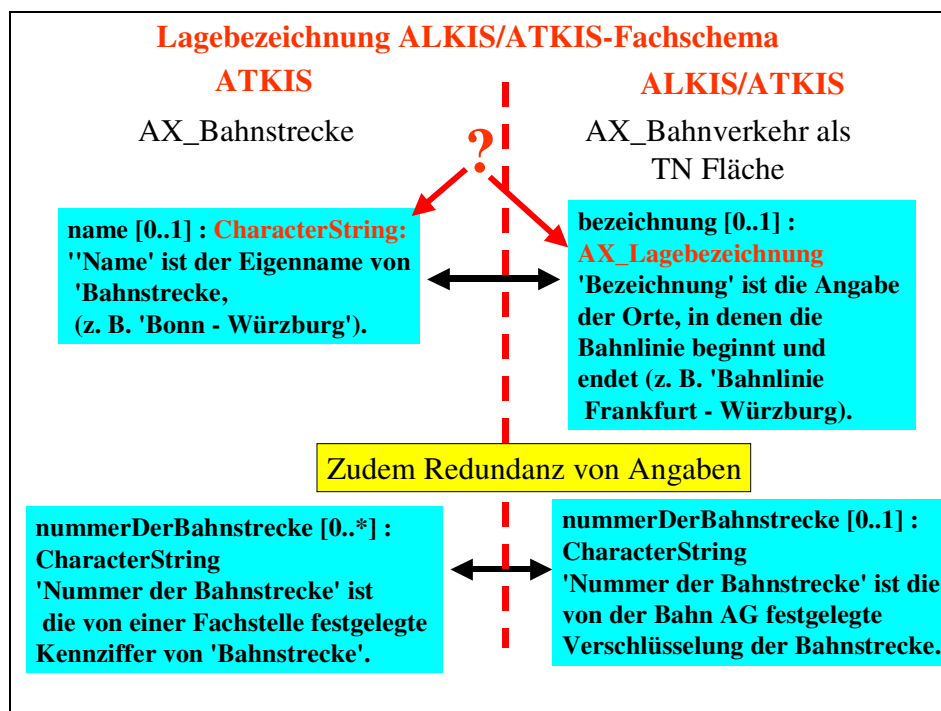 Lagebezeichnung ALKIS/ATKIS-Fachschema
ATKIS
AX_Bahnstrecke
ALKIS/ATKIS
AX_Bahnverkehr als
TN Fläche
?
name [0..1] : CharacterString:
''Name' ist der Eigenname von
'Bahnstrecke,
(z. B. 'Bonn - Würzburg').
bezeichnung [0..1] :
AX_Lagebezeichnung
'Bezeichnung' ist die Angabe
der Orte, in denen die
Bahnlinie beginnt und
endet (z. B. 'Bahnlinie
Frankfurt - Würzburg).
Zudem Redundanz von Angaben
nummerDerBahnstrecke [0..*] :
CharacterString
'Nummer der Bahnstrecke' ist
die von einer Fachstelle festgelegte
Kennziffer von 'Bahnstrecke'.
nummerDerBahnstrecke [0..1] :
CharacterString
'Nummer der Bahnstrecke' ist die
von der Bahn AG festgelegte
Verschlüsselung der Bahnstrecke.